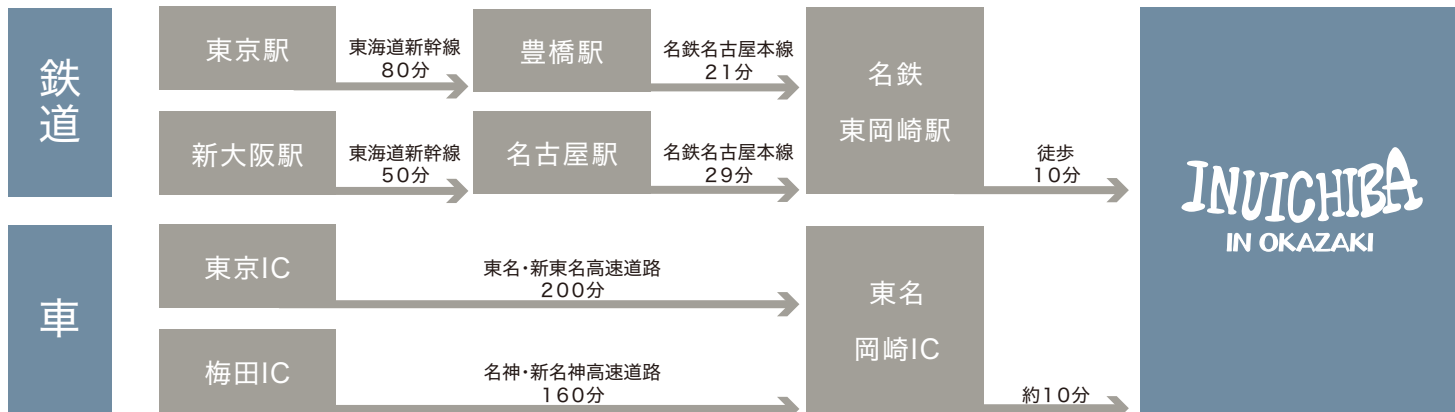 鉄道
東京駅
東海道新幹線
80分
豊橋駅
名鉄名古屋本線
21分
新大阪駅
東海道新幹線
50分
名古屋駅
名鉄名古屋本線
29分
名鉄
東岡崎駅
徒歩
10分
車
東京IC
東名・新東名高速道路
200分
梅田IC
名神・新名神高速道路
160分
東名
岡崎IC
約10分
INUICHIBA
IN OKAZAKI